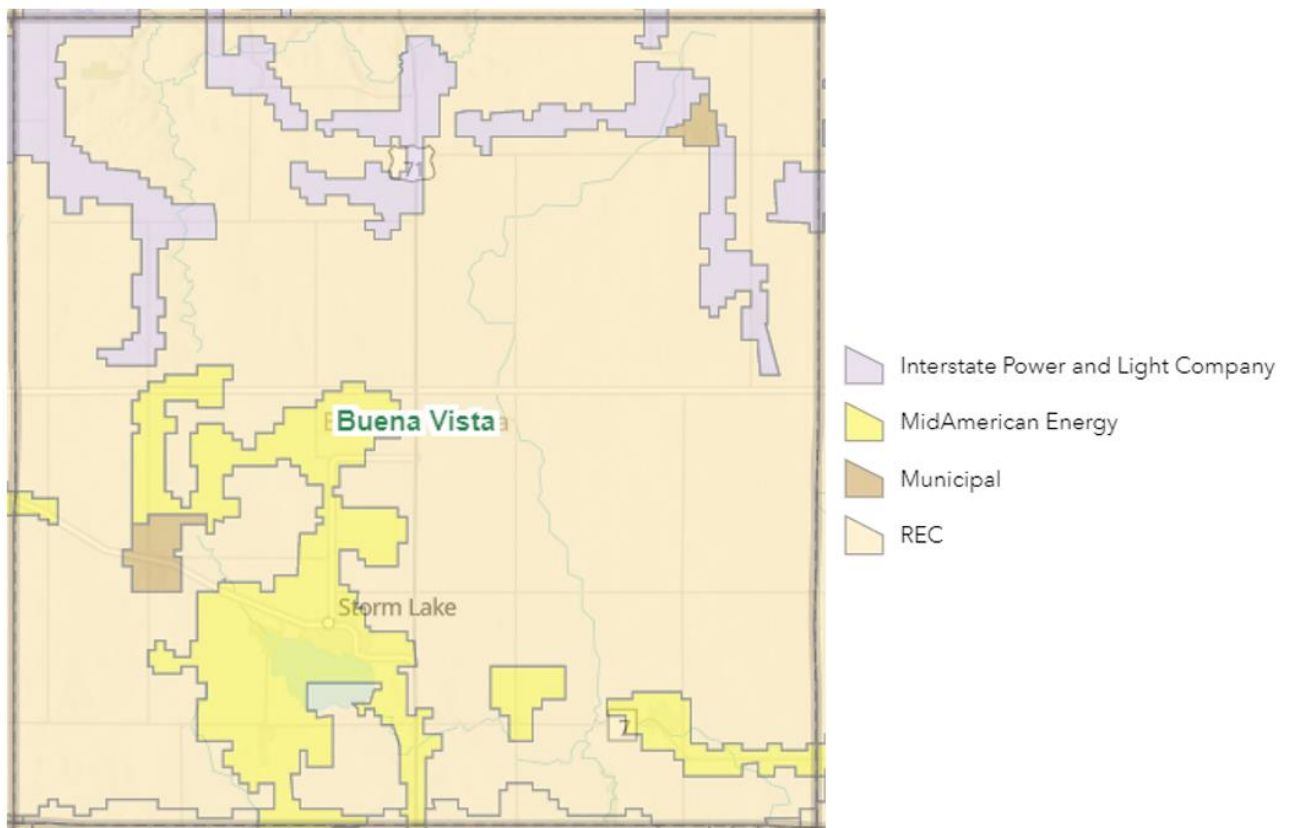 71
Buena Vista
Storm Lake
7
Interstate Power and Light Company
MidAmerican Energy
Municipal
REC